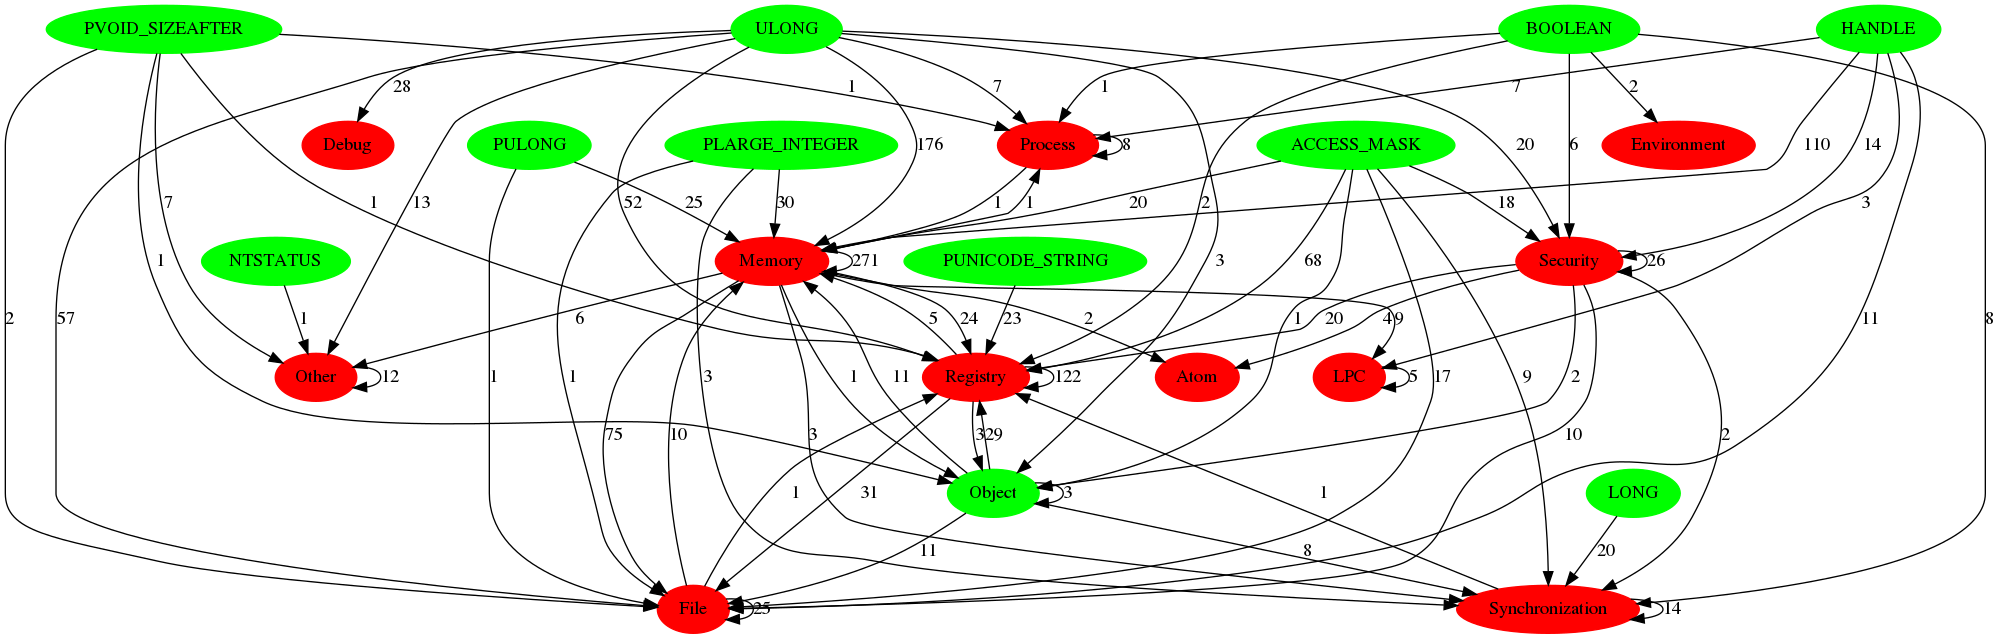 PVOID_SIZEAFTER ULONG BOOLEAN HANDLE
28 1 7 1 7 2
Debug PULONG PLARGE_INTEGER Process 8 ACCESS_MASK Environment
176 20 6 110 14
1 7 13 52 25 30 1 1 20 2 18 3
NTSTATUS Memory 271 PUNICODE_STRING Security 26
1 3 68 1
2 57 1 6 5 24 23 2 20 4 9 11 8
Other 12 Registry 122 Atom LPC 5
1 1 3 1 11 17 9 2
75 10 3 3 29 10 2
Object 3 LONG
1 31 11 8 1 20
File 25 Synchronization 14